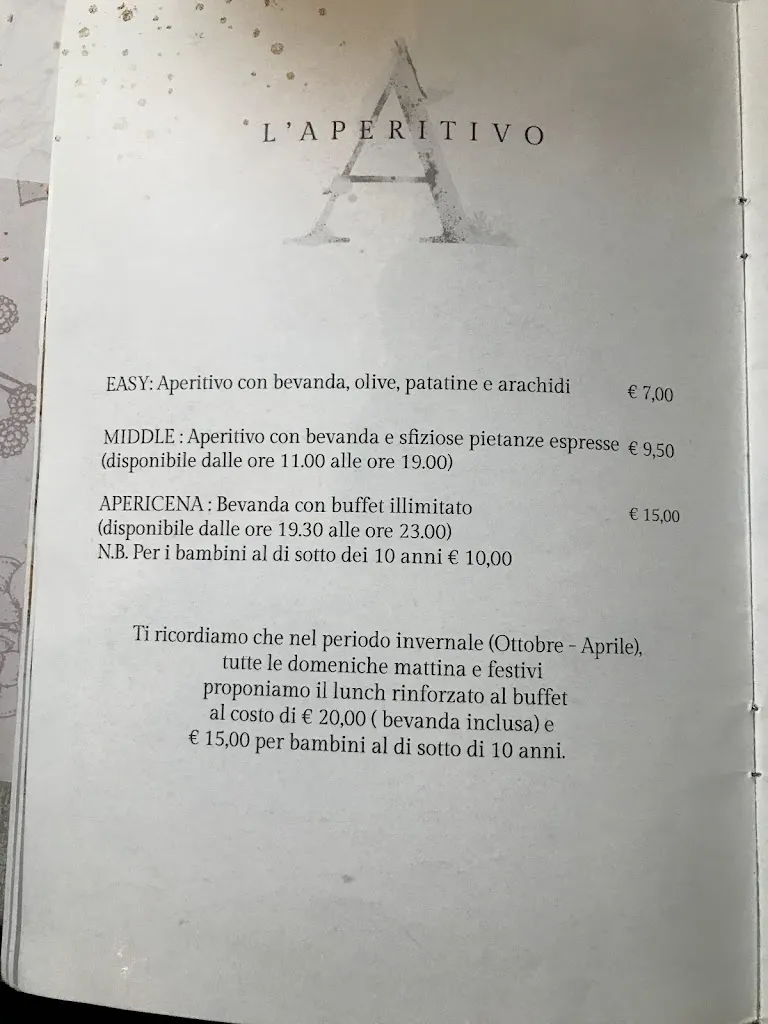 A
L'APERITIVO
EASY: Aperitivo con bevanda, olive, patatine e arachidi € 7,00
MIDDLE : Aperitivo con bevanda e sfiziose pietanze espresse € 9,50
(disponibile dalle ore 11.00 alle ore 19.00)
APERICENA : Bevanda con buffet illimitato € 15,00
(disponibile dalle ore 19.30 alle ore 23.00)
N.B. Per i bambini al di sotto dei 10 anni € 10,00
Ti ricordiamo che nel periodo invernale (Ottobre - Aprile),
tutte le domeniche mattina e festivi
proponiamo il lunch rinforzato al buffet
al costo di € 20,00 ( bevanda inclusa) e
€ 15,00 per bambini al di sotto di 10 anni.